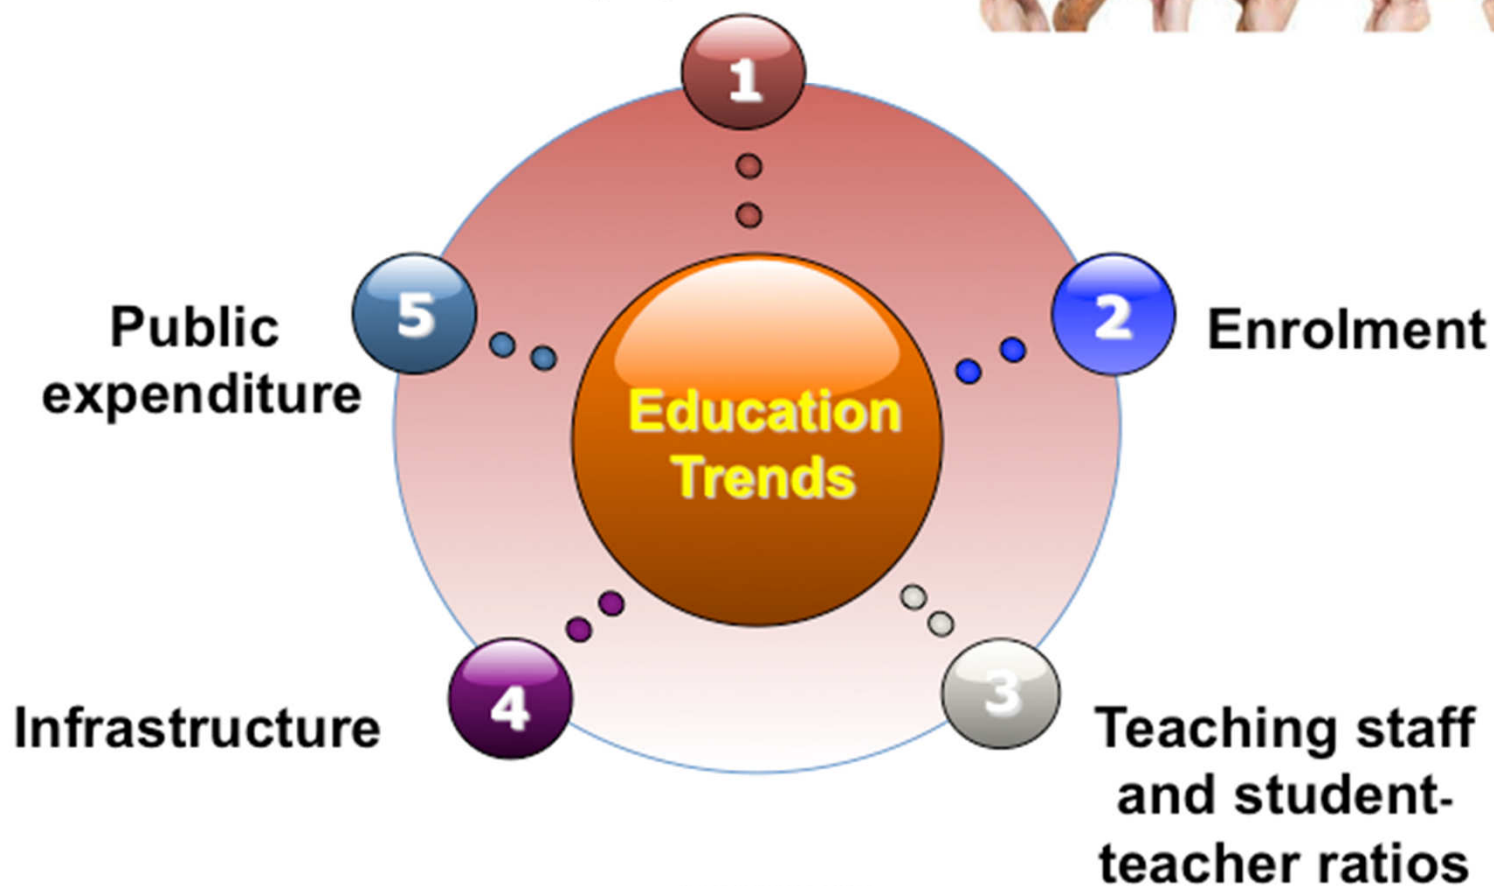 1
2
Enrolment
5
Public
expenditure
Education
Trends
4
Infrastructure
3
Teaching staff
and student-
teacher ratios